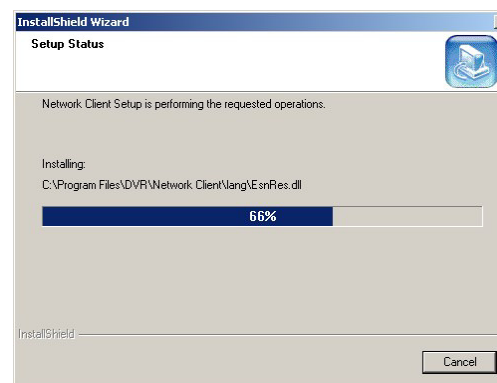 InstallShield Wizard
Setup Status
Network Client Setup is performing the requested operations.
Installing:
C:\Program Files\DVR\Network Client\lang\EsnRes.dll
66%
InstallShield
Cancel